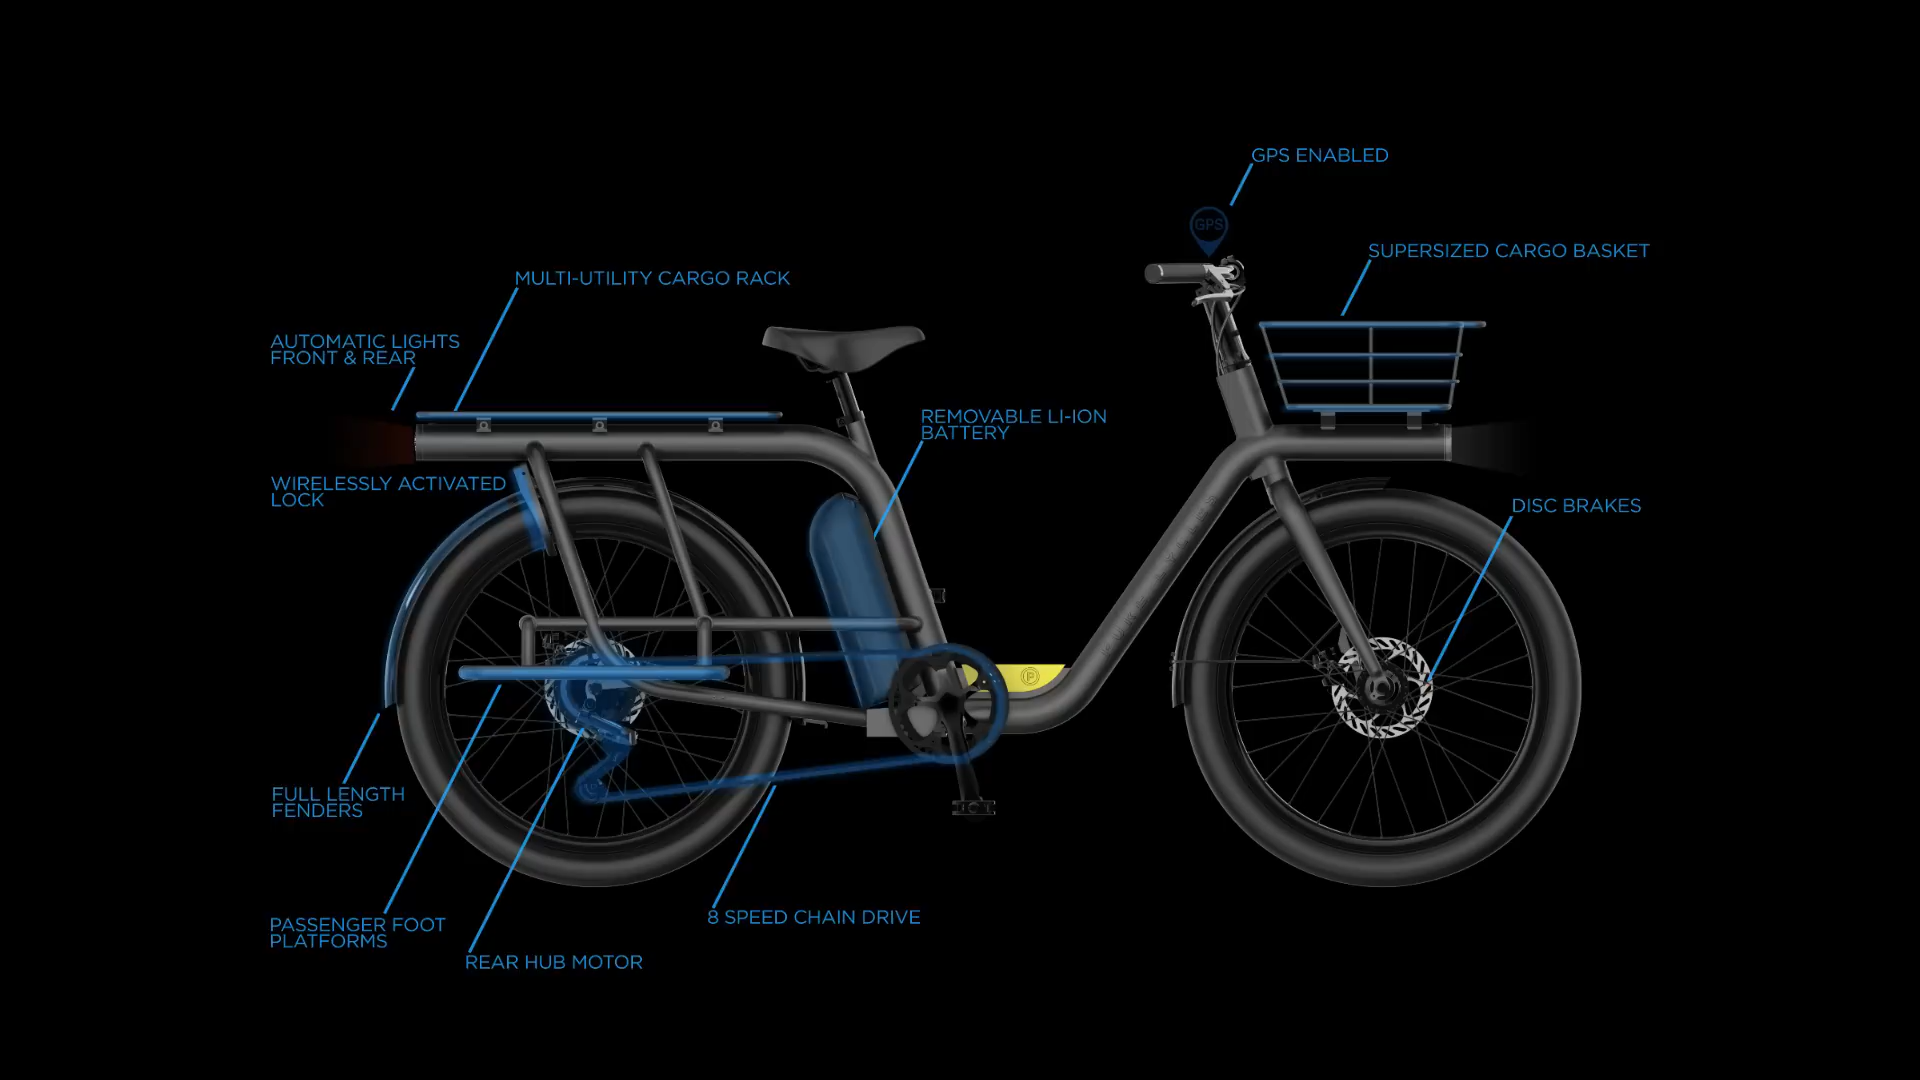 GPS ENABLED
GPS
SUPERSIZED CARGO BASKET
MULTI-UTILITY CARGO RACK
AUTOMATIC LIGHTS
FRONT & REAR
REMOVABLE LI-ION
BATTERY
WIRELESSLY ACTIVATED
LOCK
DISC BRAKES
P
FULL LENGTH
FENDERS
PASSENGER FOOT
PLATFORMS
8 SPEED CHAIN DRIVE
REAR HUB MOTOR